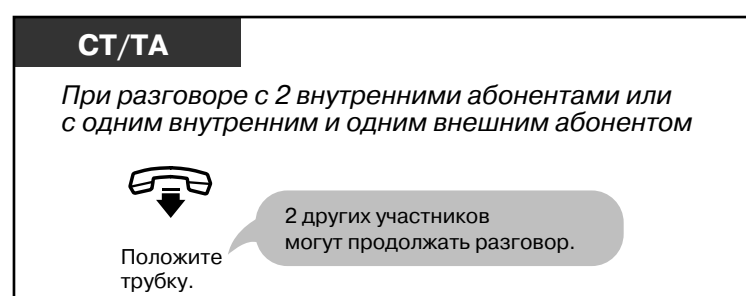 СТ/ТА
При разговоре с 2 внутренними абонентами или
с одним внутренним и одним внешним абонентом
2 других участников
могут продолжать разговор.
Положите
трубку.